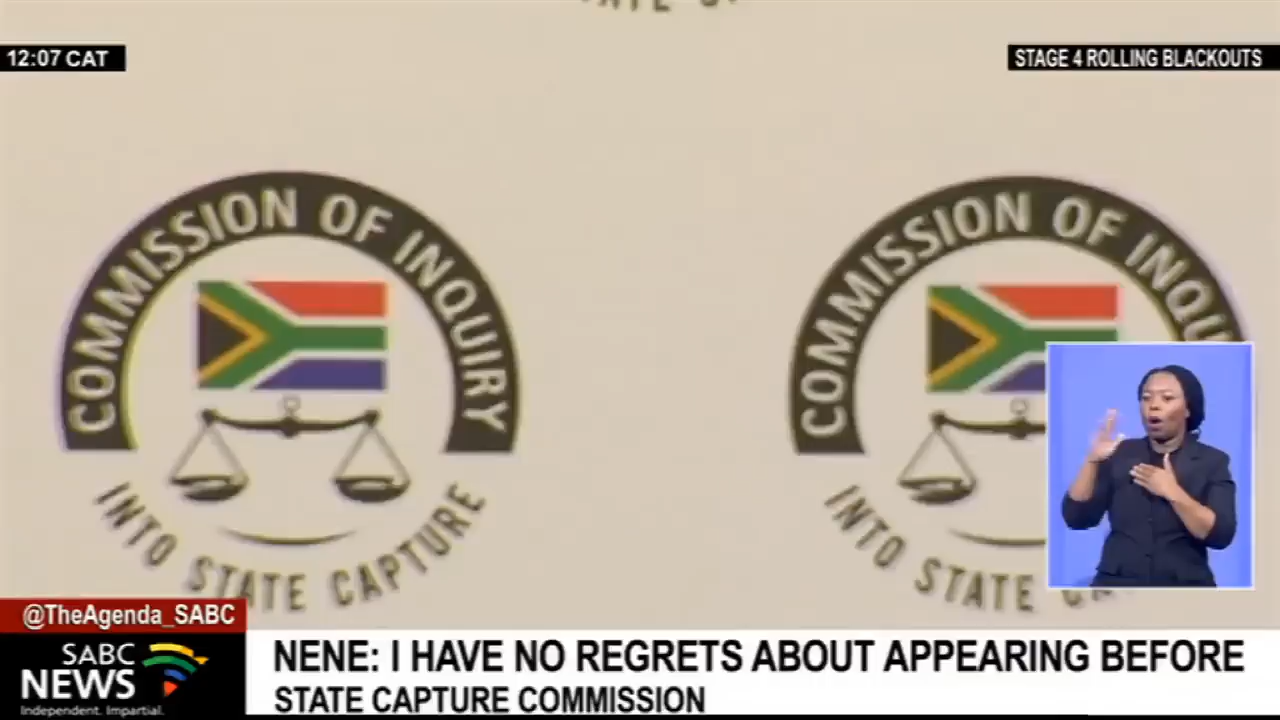 12:07 CAT
STAGE 4 ROLLING BLACKOUTS
COMMISSION OF INQUIRY
INTO STATE CAPTURE
COMMISSION OF INQU
INTO STATE
@TheAgenda_SABC
SABC
NEWS
Independent. Impartial.
NENE: I HAVE NO REGRETS ABOUT APPEARING BEFORE
STATE CAPTURE COMMISSION